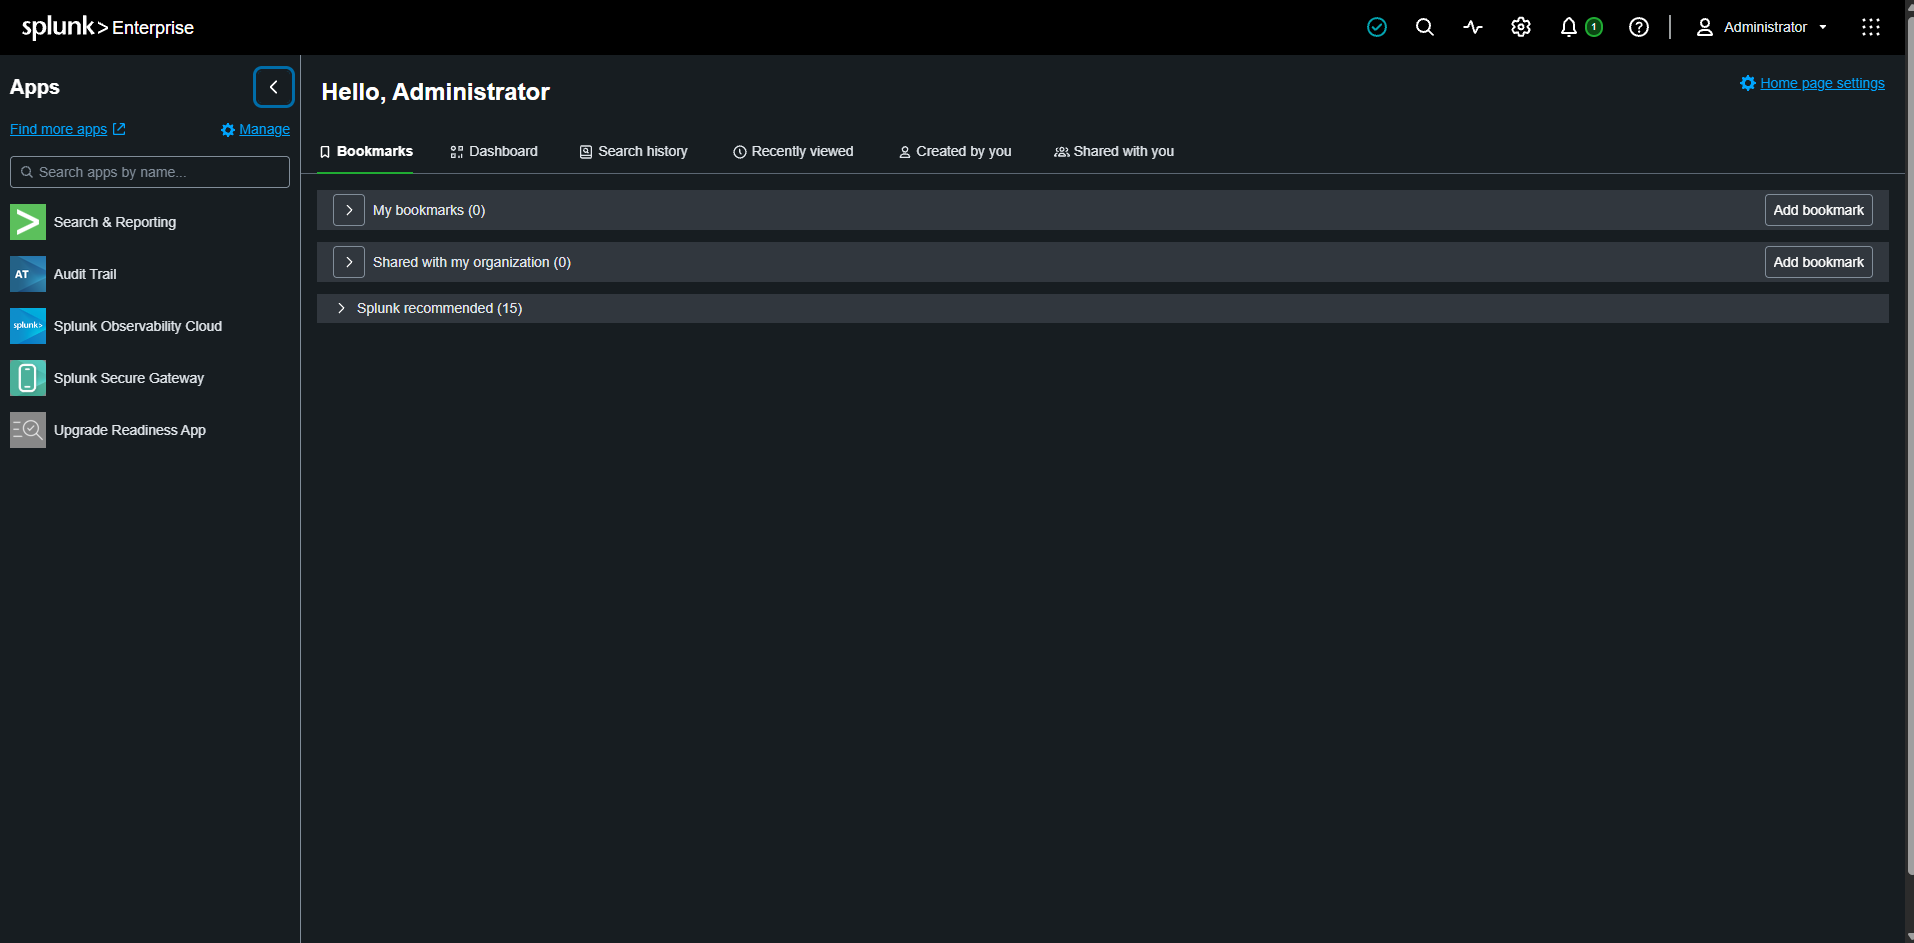 splunk> Enterprise
1
Administrator
Apps
Find more apps
Manage
Search apps by name...
Search & Reporting
AT
Audit Trail
splunk>
Splunk Observability Cloud
Splunk Secure Gateway
Upgrade Readiness App
Hello, Administrator
Home page settings
Bookmarks
Dashboard
Search history
Recently viewed
Created by you
Shared with you
My bookmarks (0)
Add bookmark
Shared with my organization (0)
Add bookmark
Splunk recommended (15)